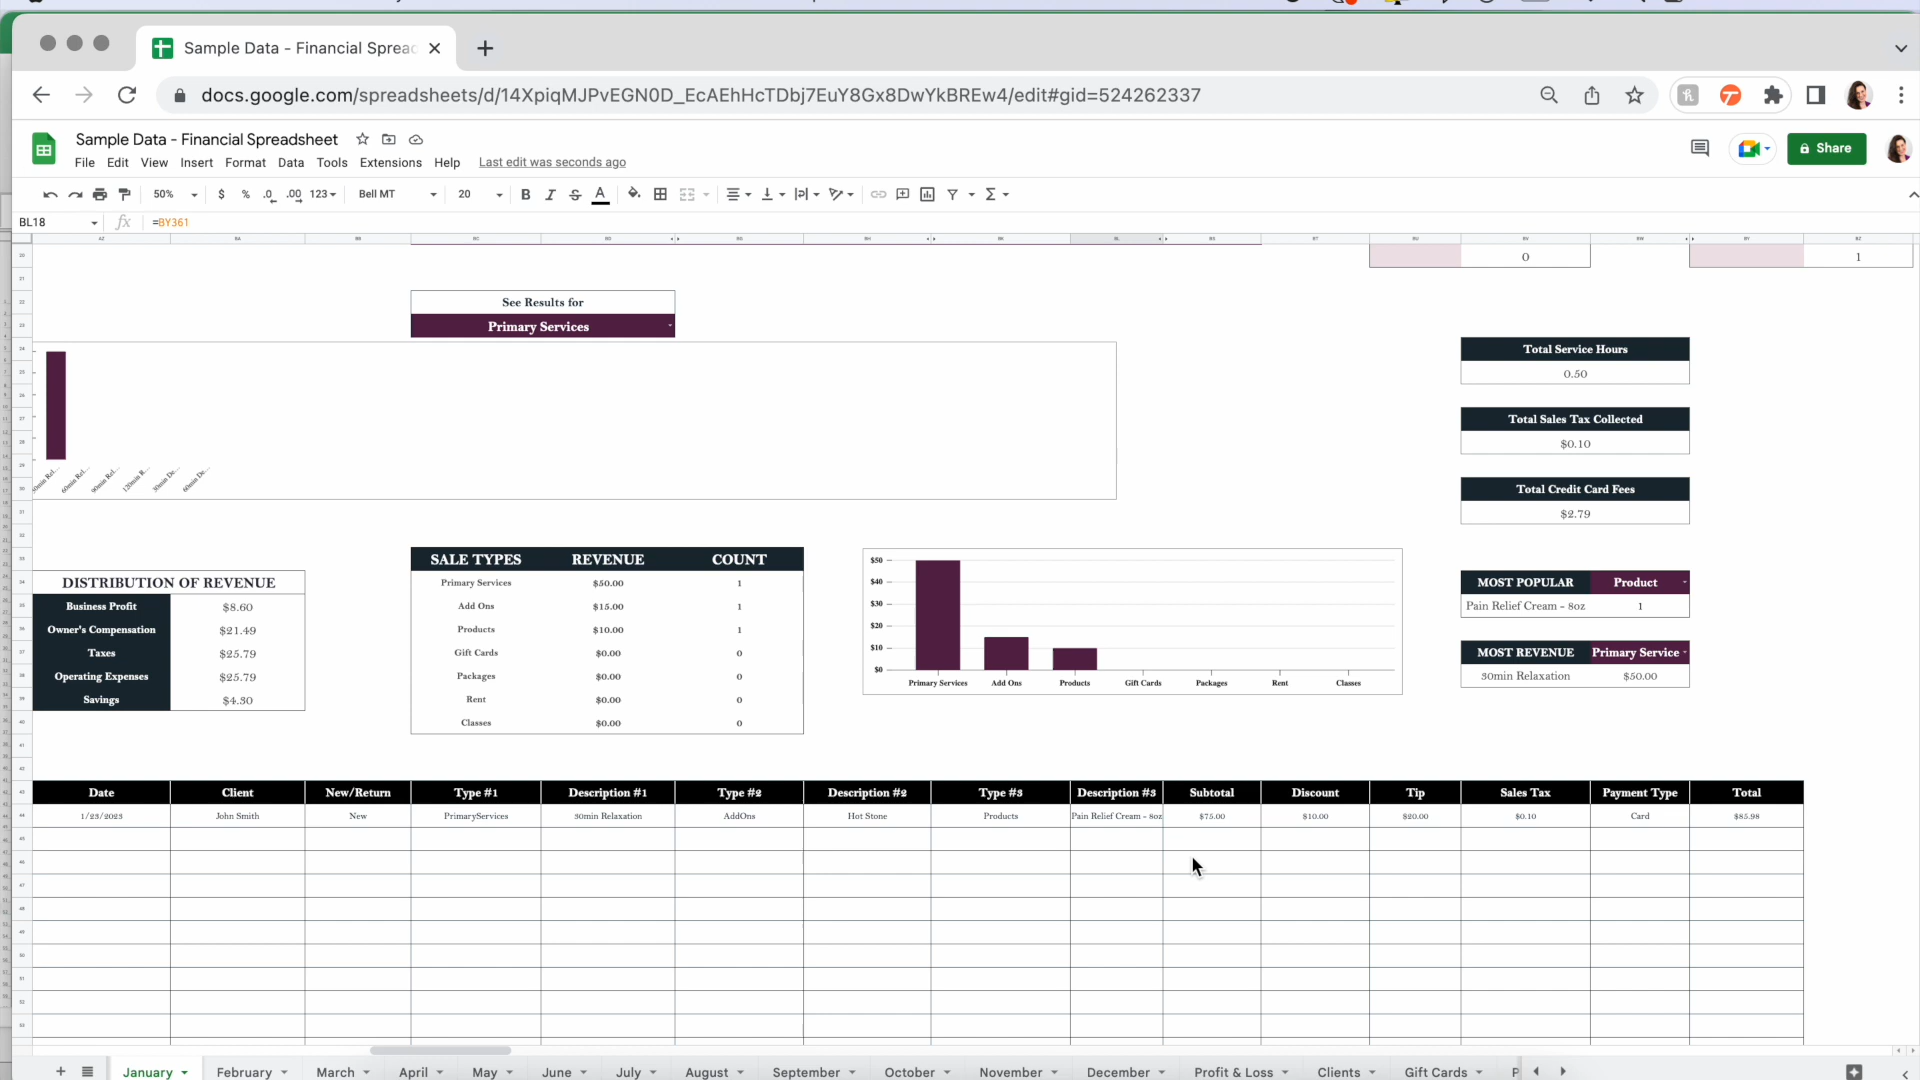 Sample Data - Financial Sprea
docs.google.com/spreadsheets/d/14XpiqMJPvEGN0D_EcAEhHcTDbj7EuY8Gx8DwYkBREw4/edit#gid=524262337
Sample Data - Financial Spreadsheet
File Edit View Insert Format Data Tools Extensions Help Last edit was seconds ago
Share
50% $ % .0 .00 123 Bell MT 20 B I S A
BL18 fx =BY361
0 1
See Results for
Primary Services
Total Service Hours
0.50
Total Sales Tax Collected
$0.10
60min Rel...
90min Rel...
120min R...
30min De...
60min De...
Total Credit Card Fees
$2.79
DISTRIBUTION OF REVENUE
Business Profit $8.60
Owner's Compensation $21.49
Taxes $25.79
Operating Expenses $25.79
Savings $4.30
SALE TYPES REVENUE COUNT
Primary Services $50.00 1
Add Ons $15.00 1
Products $10.00 1
Gift Cards $0.00 0
Packages $0.00 0
Rent $0.00 0
Classes $0.00 0
$50
$40
$30
$20
$10
$0
Primary Services Add Ons Products Gift Cards Packages Rent Classes
MOST POPULAR Product
Pain Relief Cream - 8oz 1
MOST REVENUE Primary Service
30min Relaxation $50.00
Date Client New/Return Type #1 Description #1 Type #2 Description #2 Type #3 Description #3 Subtotal Discount Tip Sales Tax Payment Type Total
1/23/2023 John Smith New PrimaryServices 30min Relaxation AddOns Hot Stone Products Pain Relief Cream - 8oz $75.00 $10.00 $20.00 $0.10 Card $85.98
January February March April May June July August September October November December Profit & Loss Clients Gift Cards P